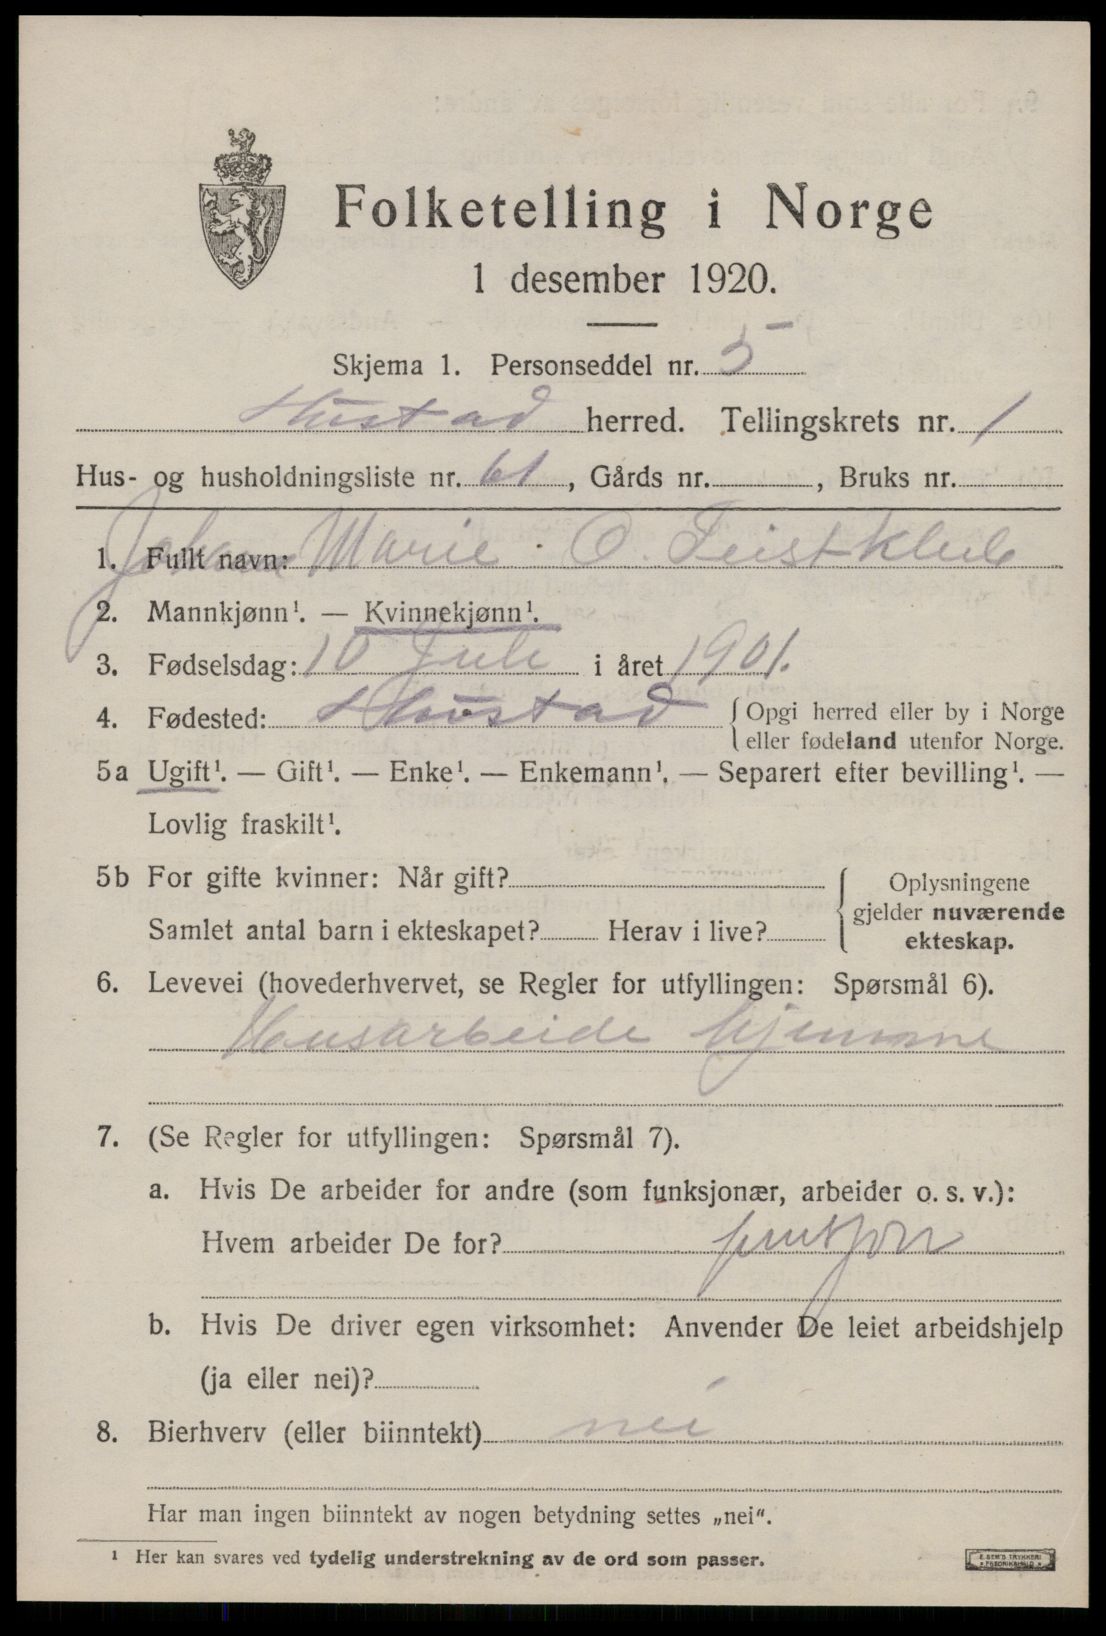 Folketelling i Norge
1 desember 1920.
Skjema 1. Personseddel nr. 5
Hustad herred. Tellingskrets nr. 1
Hus- og husholdningsliste nr. 61, Gårds nr. , Bruks nr.
1. Fullt navn: Johanna Marie O. Teistklub
2. Mannkjønn¹. — Kvinnekjønn¹.
3. Fødselsdag: 10 Juli i året 1901.
4. Fødested: Hustad {Opgi herred eller by i Norge
eller fødeland utenfor Norge.
5a Ugift¹. — Gift¹. — Enke¹. — Enkemann¹. — Separert efter bevilling¹. —
Lovlig fraskilt¹.
5b For gifte kvinner: Når gift? { Oplysningene
gjelder nuværende
Samlet antal barn i ekteskapet? Herav i live?
ekteskap.
6. Levevei (hovederhvervet, se Regler for utfyllingen: Spørsmål 6).
Housarbeide hjemme
7. (Se Regler for utfyllingen: Spørsmål 7).
a. Hvis De arbeider for andre (som funksjonær, arbeider o. s. v.):
Hvem arbeider De for?
b. Hvis De driver egen virksomhet: Anvender De leiet arbeidshjelp
(ja eller nei)?
8. Bierhverv (eller biinntekt) nei
Har man ingen biinntekt av nogen betydning settes „nei“.
¹ Her kan svares ved tydelig understrekning av de ord som passer.